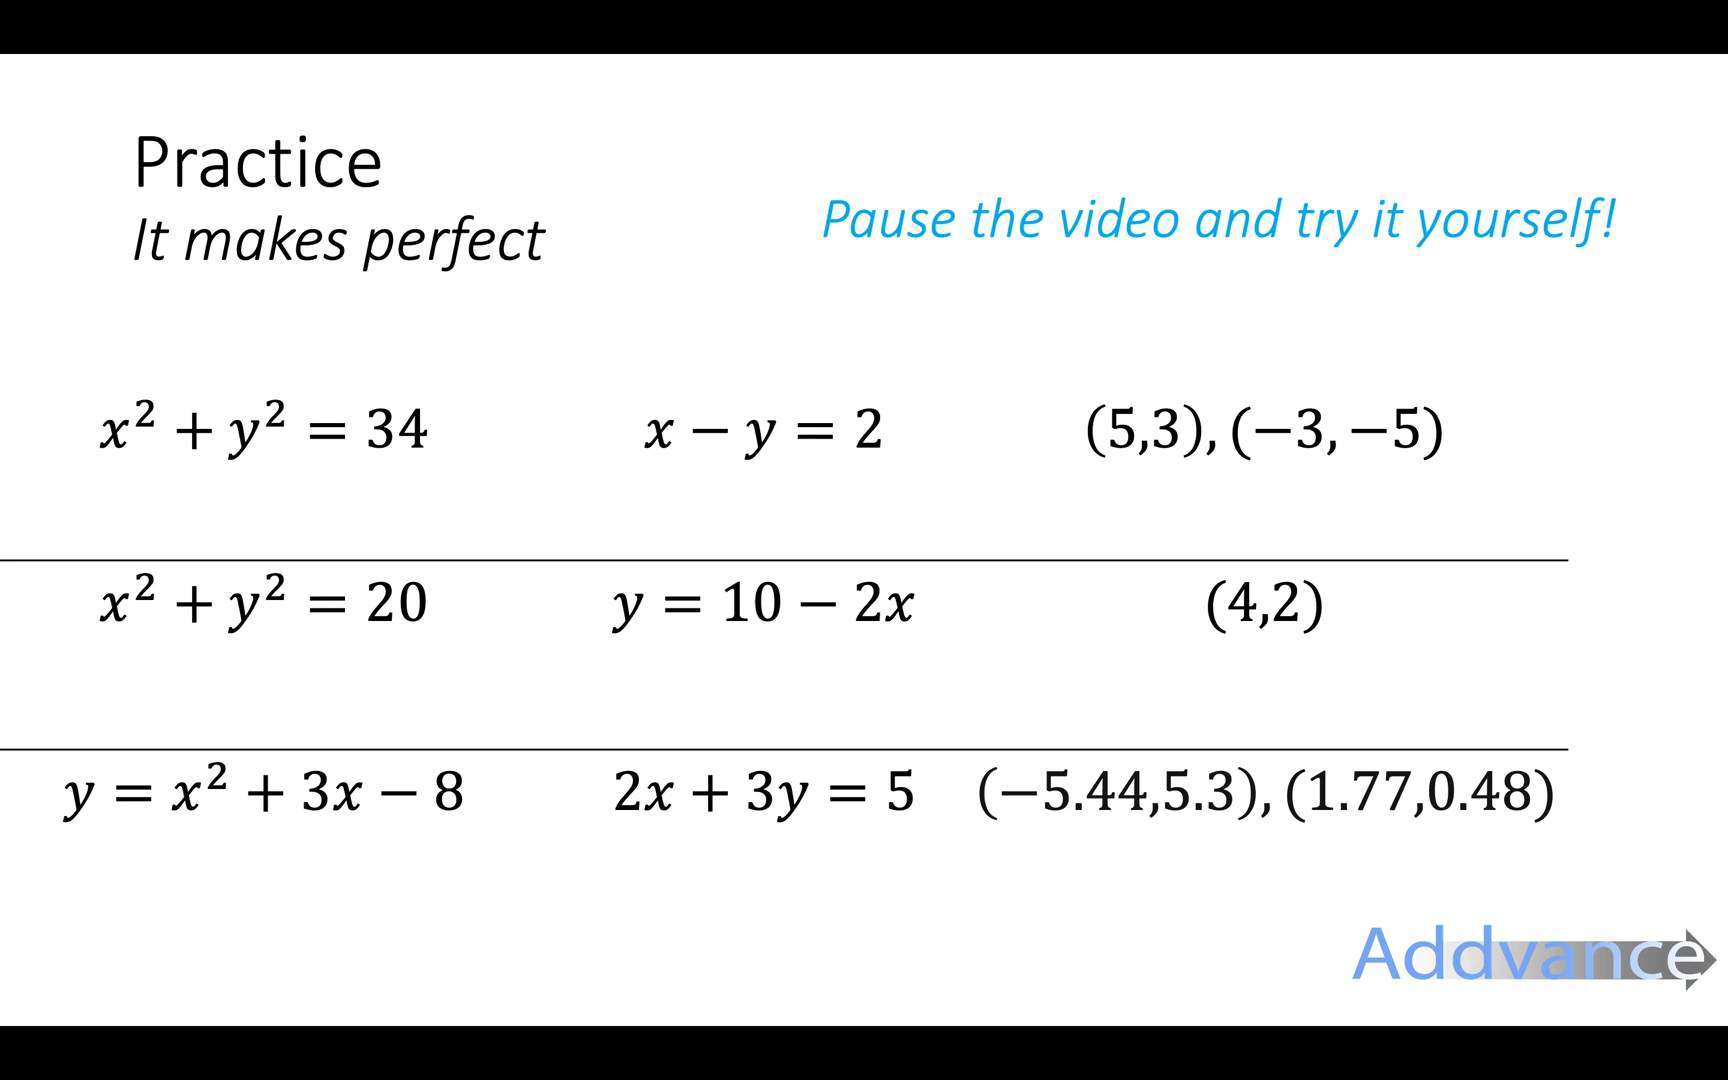 Practice
It makes perfect
Pause the video and try it yourself!
x² + y² = 34 x − y = 2 (5,3), (−3, −5)
x² + y² = 20 y = 10 − 2x (4,2)
y = x² + 3x − 8 2x + 3y = 5 (−5.44,5.3), (1.77,0.48)
Addvance